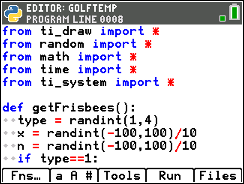 EDITOR: GOLFTEMP
PROGRAM LINE 0008
from ti_draw import *
from random import *
from math import *
from time import *
from ti_system import *
def getFrisbees():
type = randint(1,4)
x = randint(-100,100)/10
n = randint(-100,100)/10
if type==1:
Fns… a A # Tools Run Files